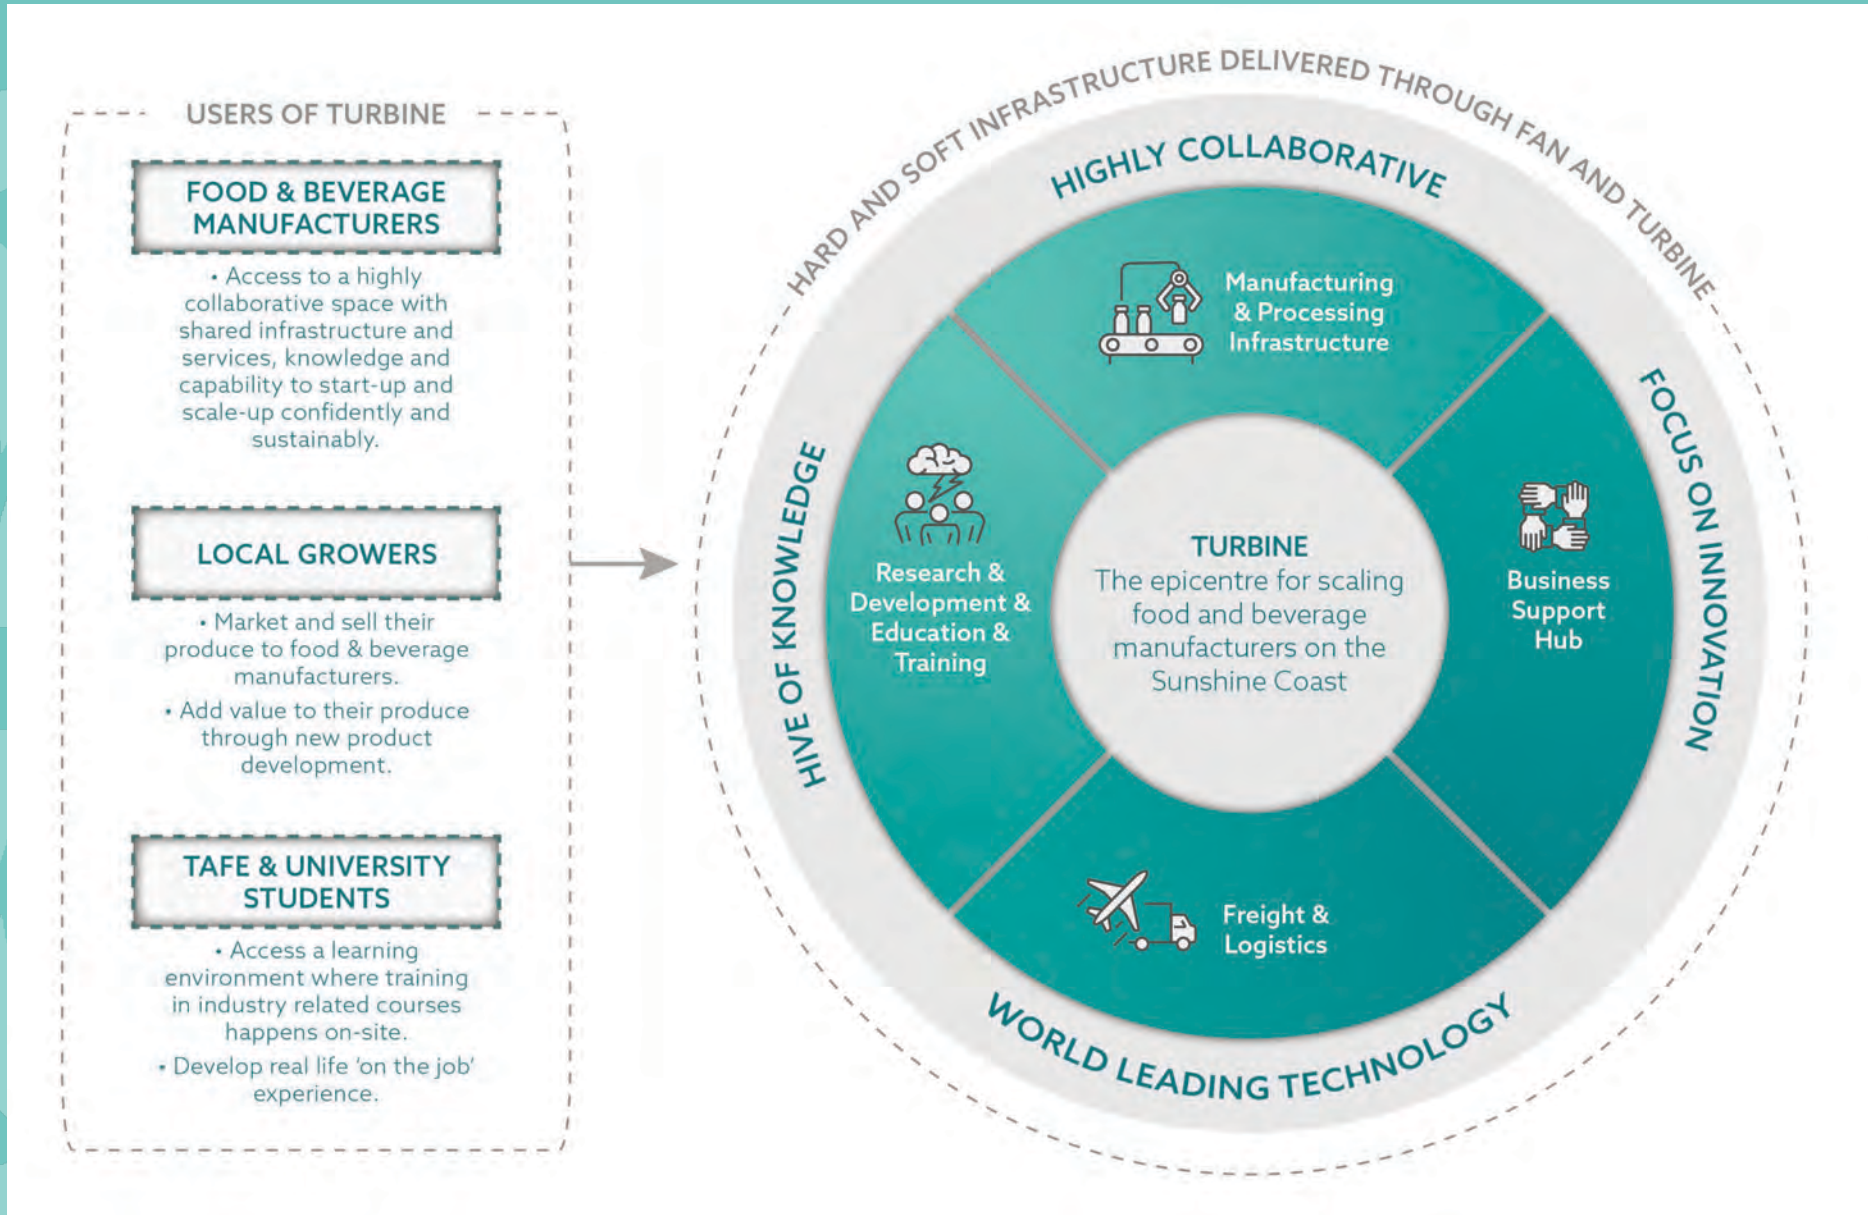 USERS OF TURBINE
FOOD & BEVERAGE
MANUFACTURERS
• Access to a highly
collaborative space with
shared infrastructure and
services, knowledge and
capability to start-up and
scale-up confidently and
sustainably.
LOCAL GROWERS
• Market and sell their
produce to food & beverage
manufacturers.
• Add value to their produce
through new product
development.
TAFE & UNIVERSITY
STUDENTS
• Access a learning
environment where training
in industry related courses
happens on-site.
• Develop real life ‘on the job’
experience.
HARD AND SOFT INFRASTRUCTURE DELIVERED THROUGH FAN AND TURBINE
HIGHLY COLLABORATIVE
FOCUS ON INNOVATION
WORLD LEADING TECHNOLOGY
HIVE OF KNOWLEDGE
Manufacturing
& Processing
Infrastructure
Business
Support
Hub
Freight &
Logistics
Research &
Development &
Education &
Training
TURBINE
The epicentre for scaling
food and beverage
manufacturers on the
Sunshine Coast